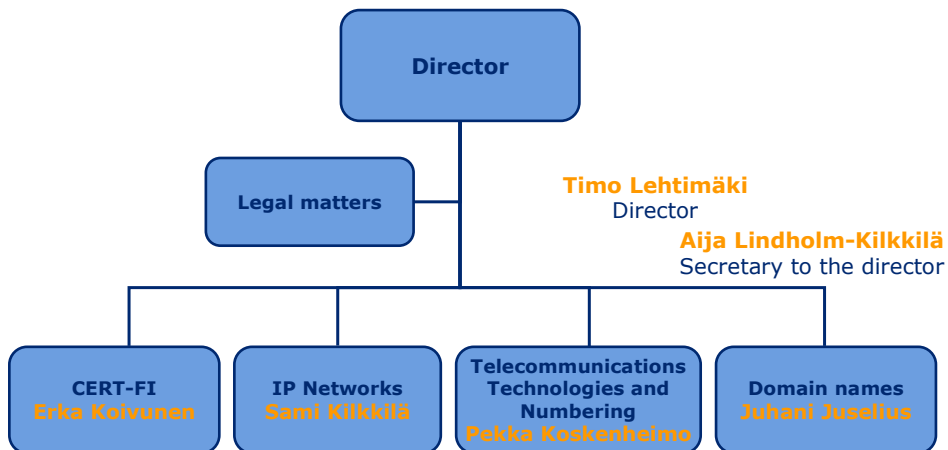 Director
Legal matters
Timo Lehtimäki
Director
Aija Lindholm-Kilkkilä
Secretary to the director
CERT-FI
Erka Koivunen
IP Networks
Sami Kilkkilä
Telecommunications
Technologies and
Numbering
Pekka Koskenheimo
Domain names
Juhani Juselius